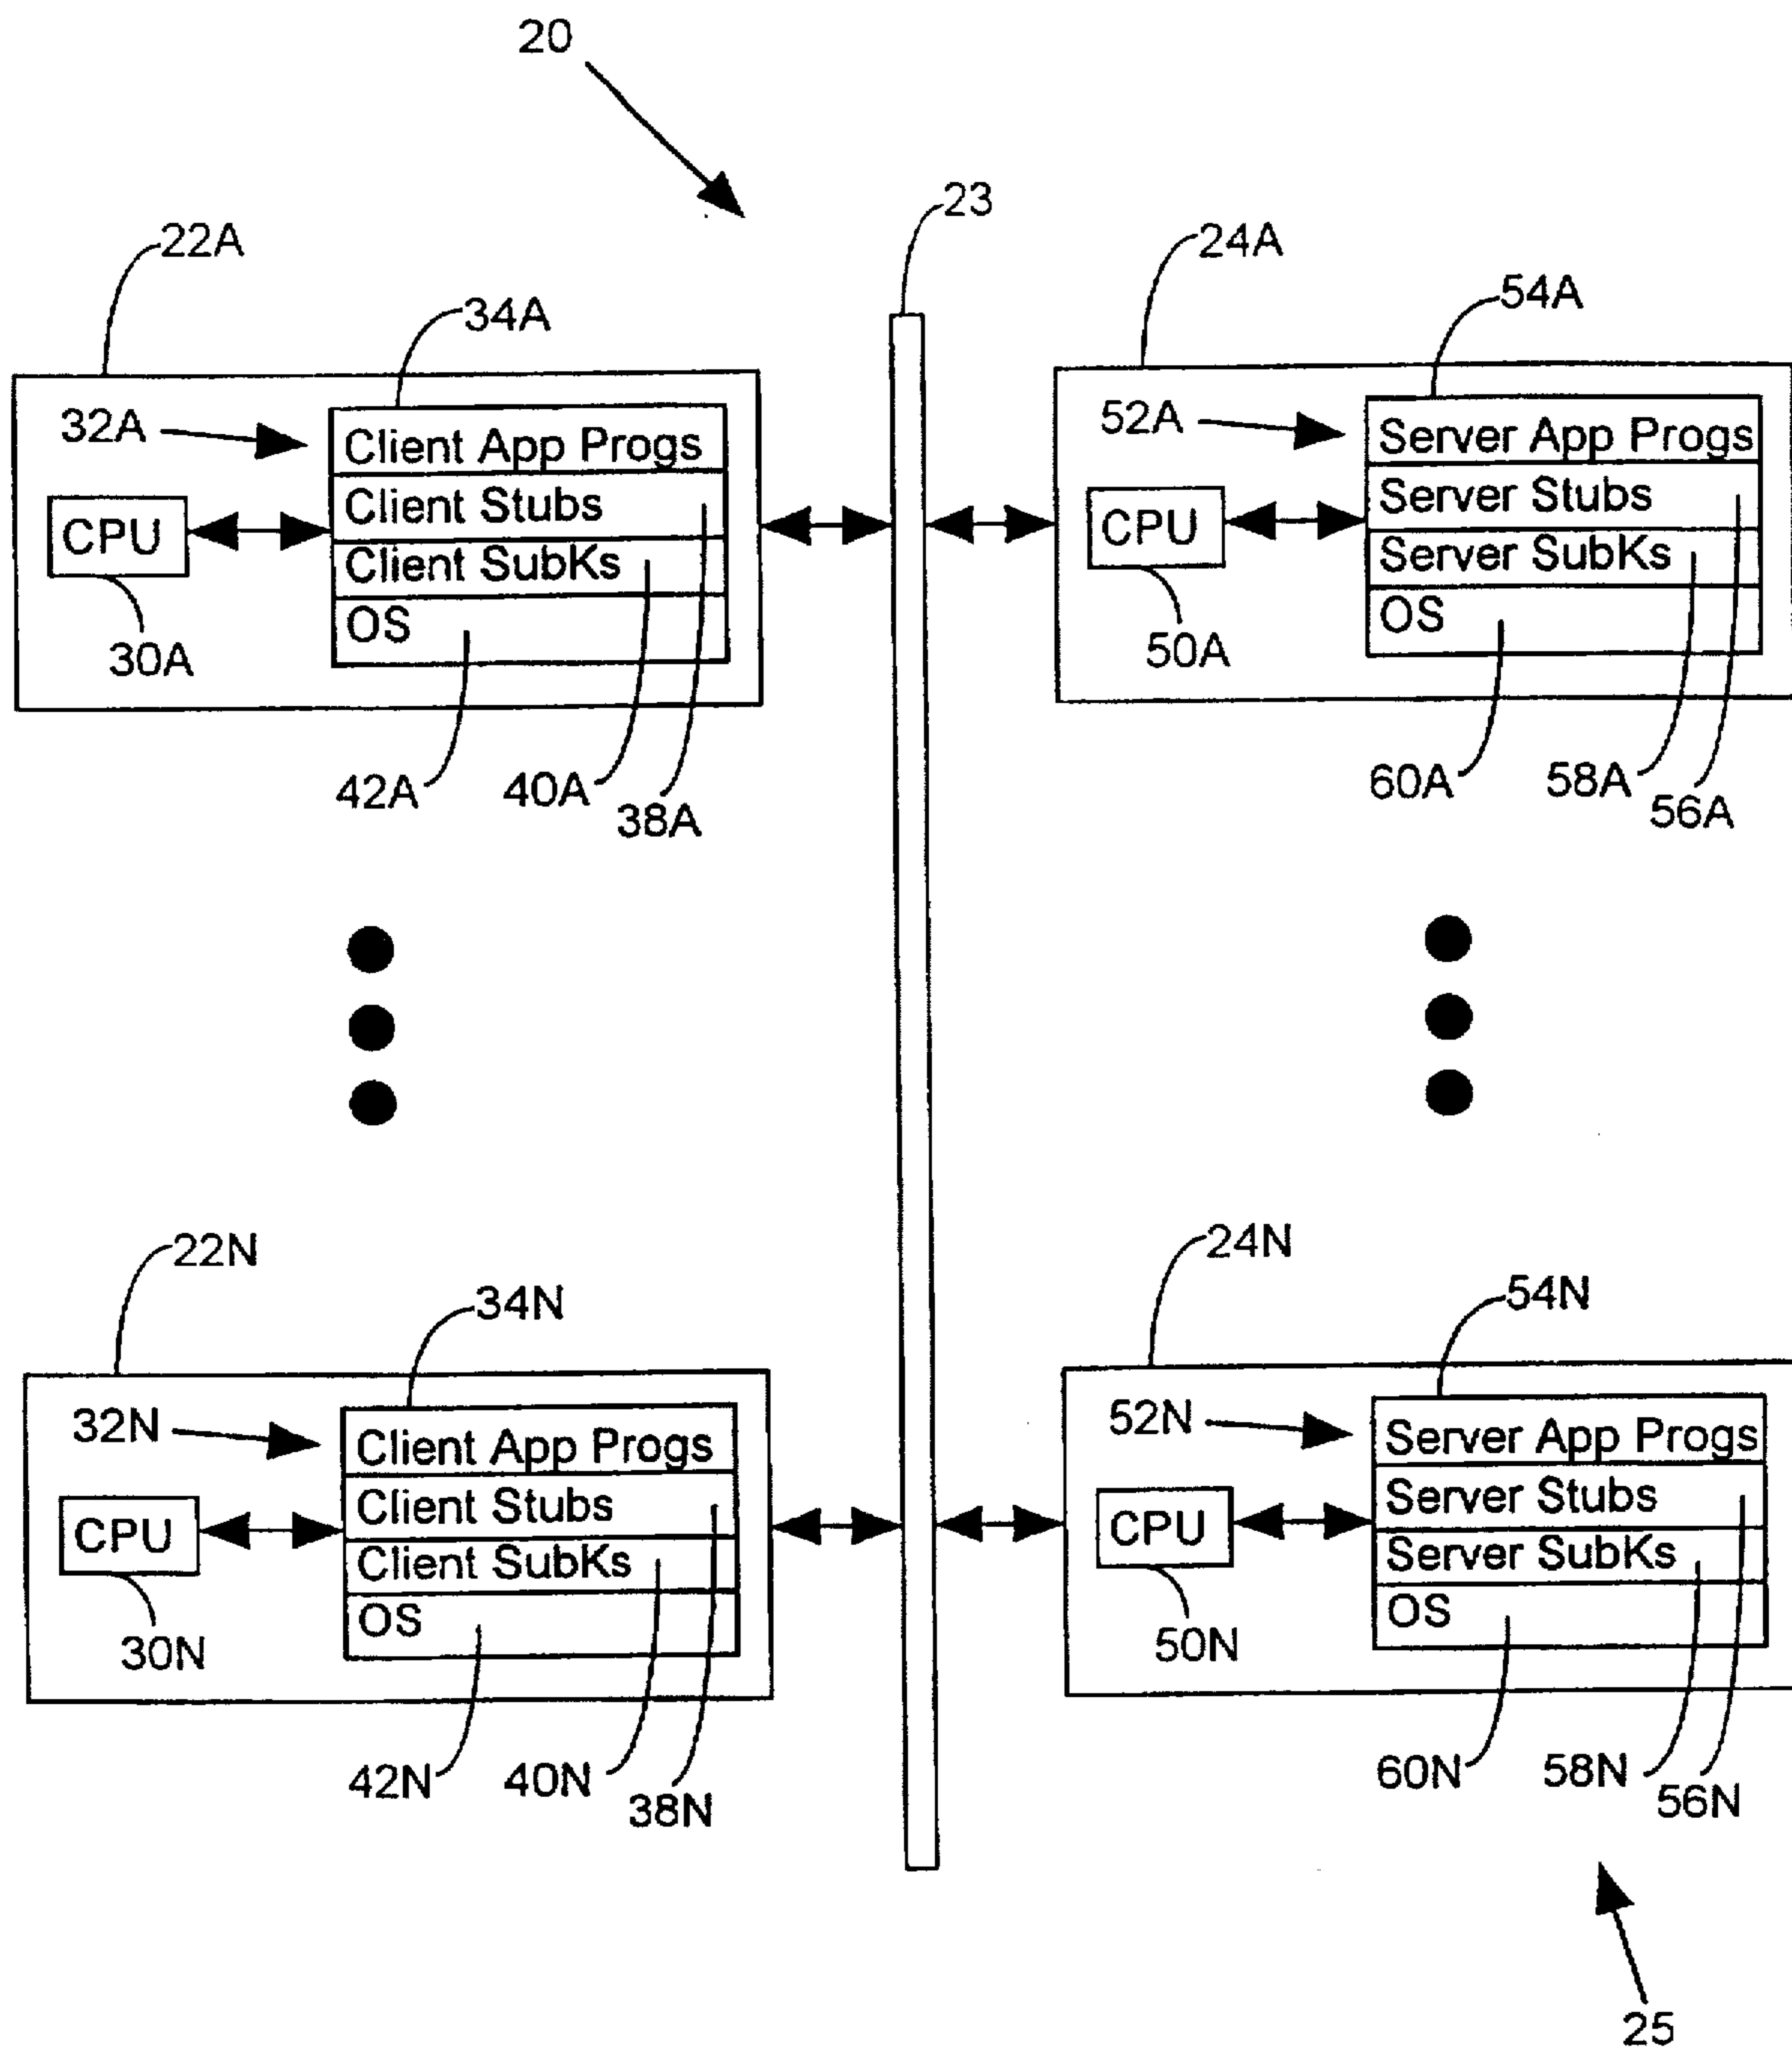 20
23
22A
24A
34A
54A
32A
Client App Progs
Client Stubs
Client SubKs
OS
CPU
30A
42A
40A
38A
52A
Server App Progs
Server Stubs
Server SubKs
OS
CPU
50A
60A
58A
56A
22N
24N
34N
54N
32N
Client App Progs
Client Stubs
Client SubKs
OS
CPU
30N
42N
40N
38N
52N
Server App Progs
Server Stubs
Server SubKs
OS
CPU
50N
60N
58N
56N
25